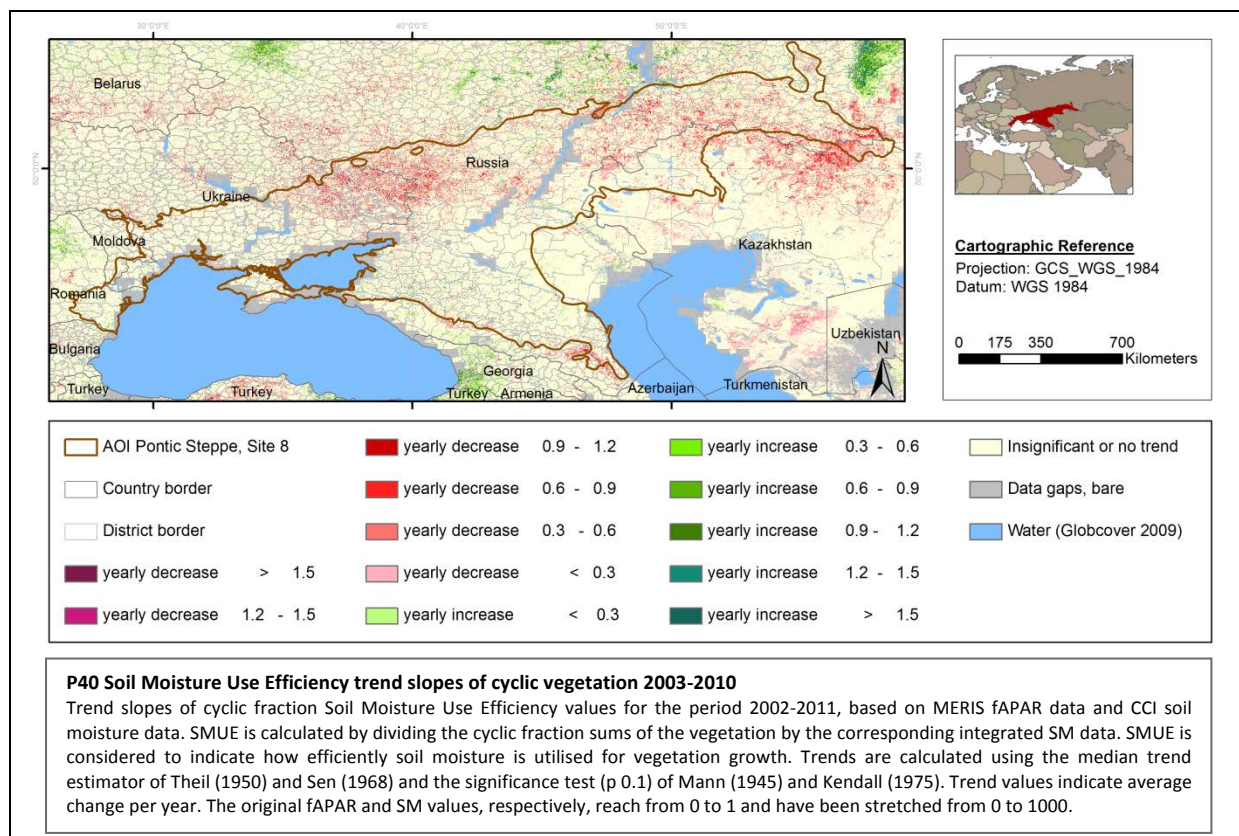 30°0'0"E 40°0'0"E 50°0'0"E
Belarus
Russia
50°0'0"N 50°0'0"N
Ukraine
Moldova
Kazakhstan
Romania
Uzbekistan
Bulgaria
N
Georgia
Turkey Turkey Turkey Armenia Azerbaijan Turkmenistan
Cartographic Reference
Projection: GCS_WGS_1984
Datum: WGS 1984
0 175 350 700
Kilometers
AOI Pontic Steppe, Site 8
Country border
District border
yearly decrease > 1.5
yearly decrease 1.2 - 1.5
yearly decrease 0.9 - 1.2
yearly decrease 0.6 - 0.9
yearly decrease 0.3 - 0.6
yearly decrease < 0.3
yearly increase < 0.3
yearly increase 0.3 - 0.6
yearly increase 0.6 - 0.9
yearly increase 0.9 - 1.2
yearly increase 1.2 - 1.5
yearly increase > 1.5
Insignificant or no trend
Data gaps, bare
Water (Globcover 2009)
P40 Soil Moisture Use Efficiency trend slopes of cyclic vegetation 2003-2010
Trend slopes of cyclic fraction Soil Moisture Use Efficiency values for the period 2002-2011, based on MERIS fAPAR data and CCI soil
moisture data. SMUE is calculated by dividing the cyclic fraction sums of the vegetation by the corresponding integrated SM data. SMUE is
considered to indicate how efficiently soil moisture is utilised for vegetation growth. Trends are calculated using the median trend
estimator of Theil (1950) and Sen (1968) and the significance test (p 0.1) of Mann (1945) and Kendall (1975). Trend values indicate average
change per year. The original fAPAR and SM values, respectively, reach from 0 to 1 and have been stretched from 0 to 1000.